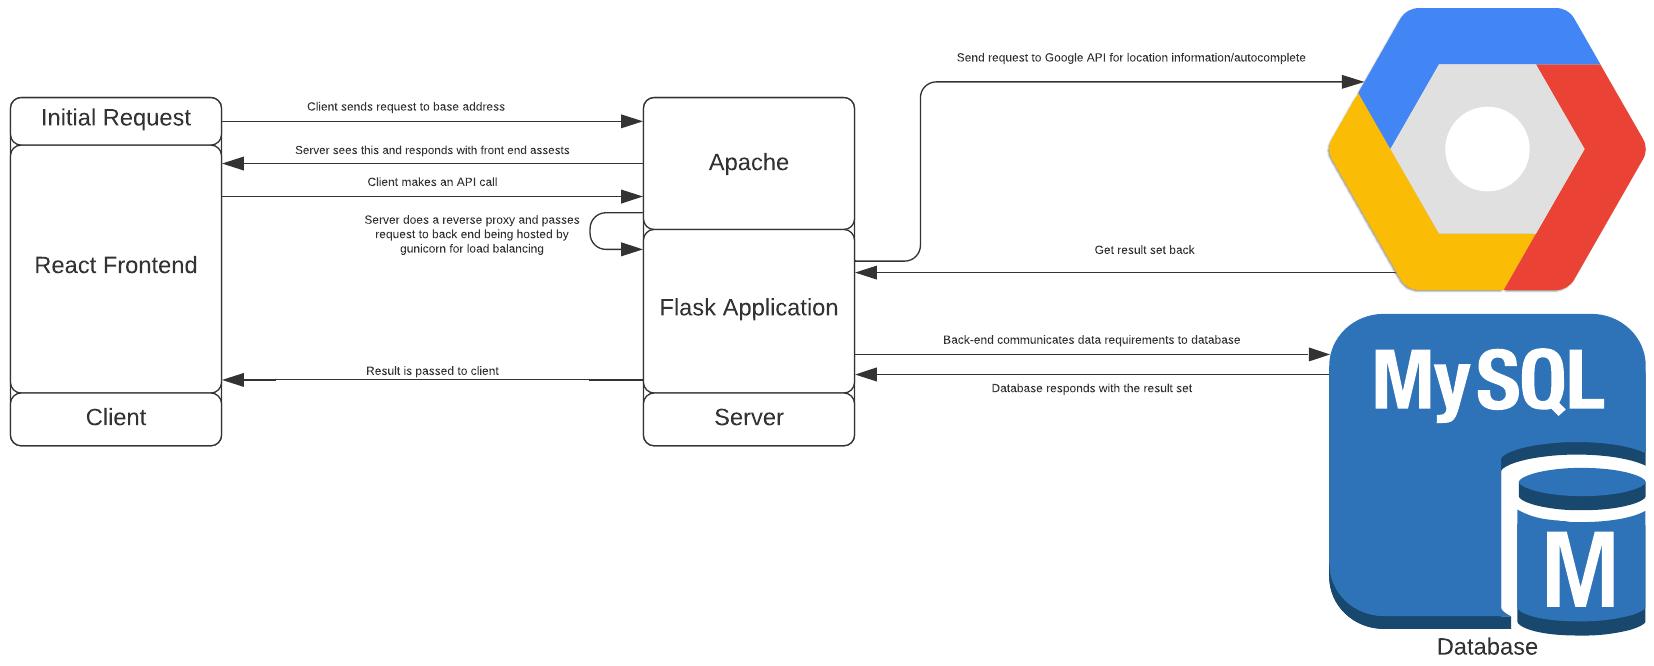 Send request to Google API for location information/autocomplete
Initial Request
Client sends request to base address
Server sees this and responds with front end assests
Apache
Client makes an API call
Server does a reverse proxy and passes
request to back end being hosted by
gunicorn for load balancing
React Frontend
Get result set back
Flask Application
Back-end communicates data requirements to database
Database responds with the result set
Result is passed to client
Client
Server
MySQL
M
Database